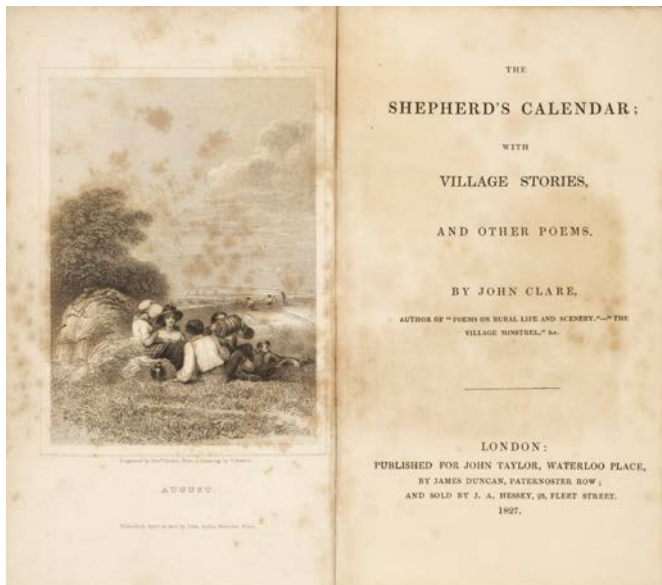 AUGUST.
THE
SHEPHERD'S CALENDAR;
WITH
VILLAGE STORIES,
AND OTHER POEMS.
BY JOHN CLARE,
AUTHOR OF "POEMS ON RURAL LIFE AND SCENERY,"—"THE
VILLAGE MINSTREL," &c.
LONDON:
PUBLISHED FOR JOHN TAYLOR, WATERLOO PLACE,
BY JAMES DUNCAN, PATERNOSTER ROW;
AND SOLD BY J. A. HESSEY, 93, FLEET STREET.
1827.